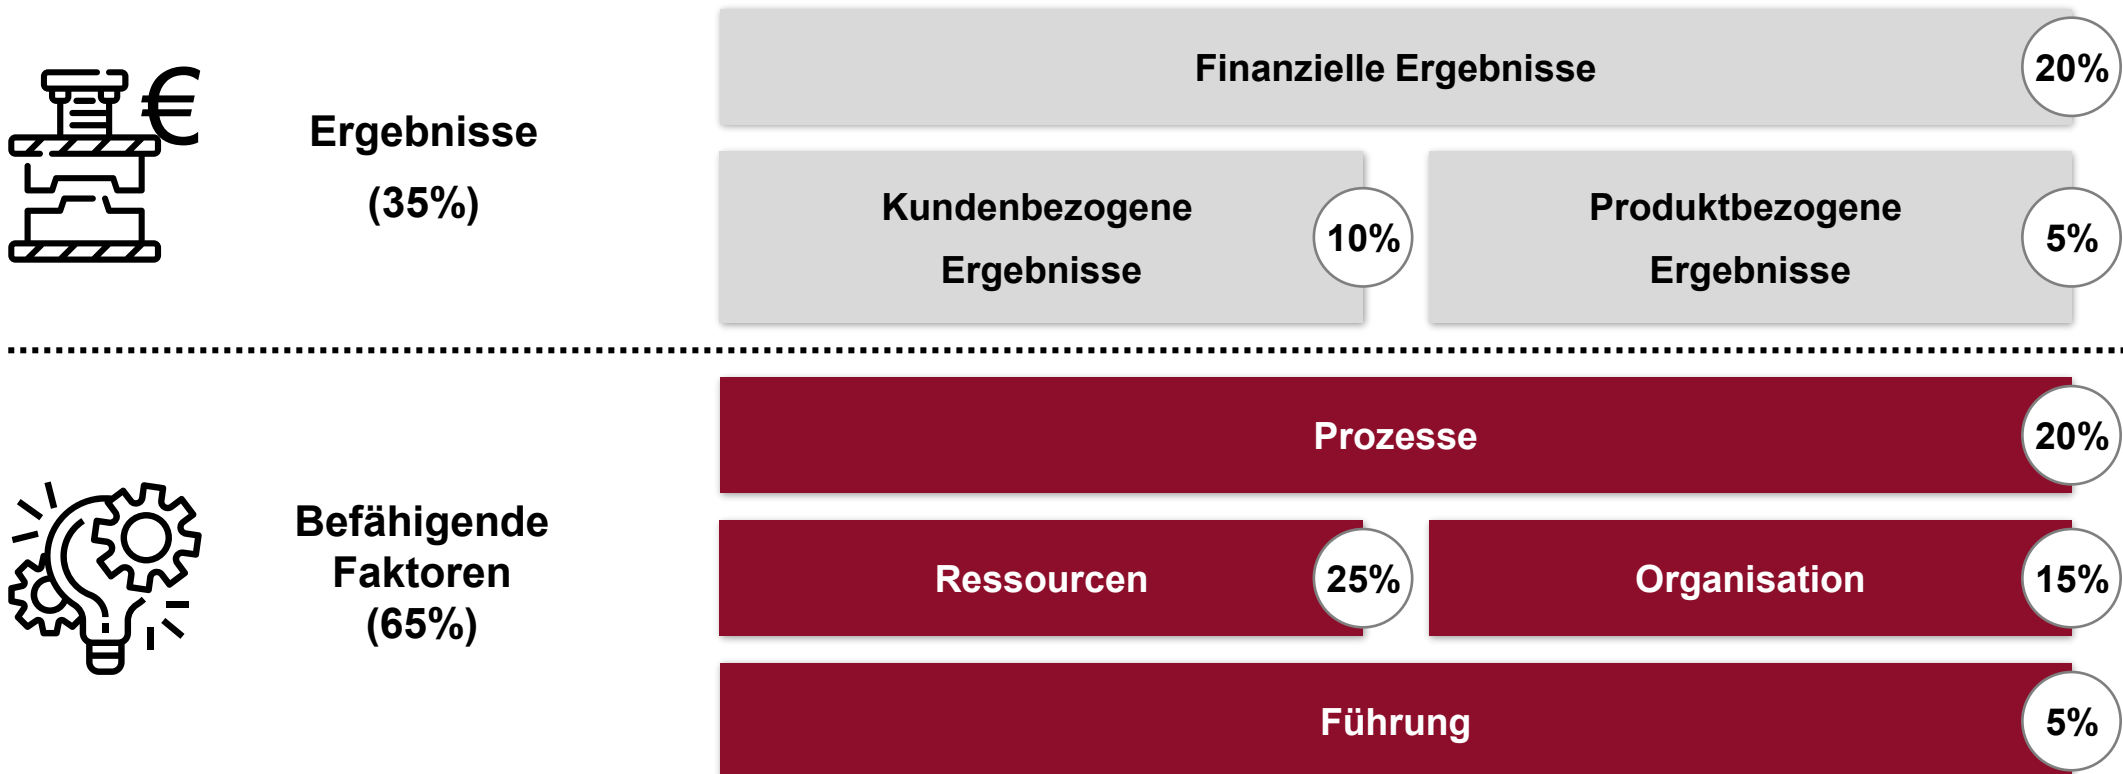 €
Ergebnisse
(35%)
Finanzielle Ergebnisse
20%
Kundenbezogene
Ergebnisse
10%
Produktbezogene
Ergebnisse
5%
Befähigende
Faktoren
(65%)
Prozesse
20%
Ressourcen
25%
Organisation
15%
Führung
5%